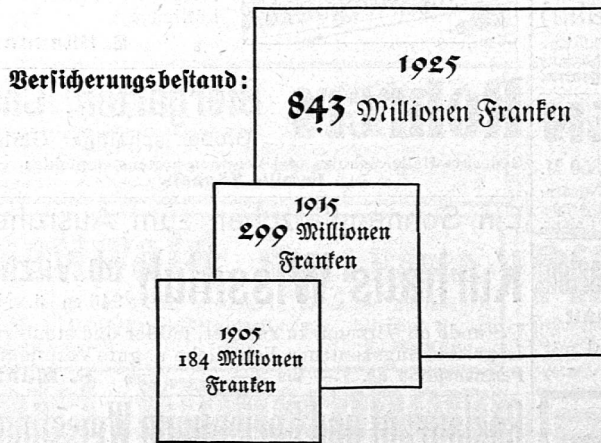 Versicherungsbestand:
1925
843 Millionen Franken
1915
299 Millionen
Franken
1905
184 Millionen
Franken